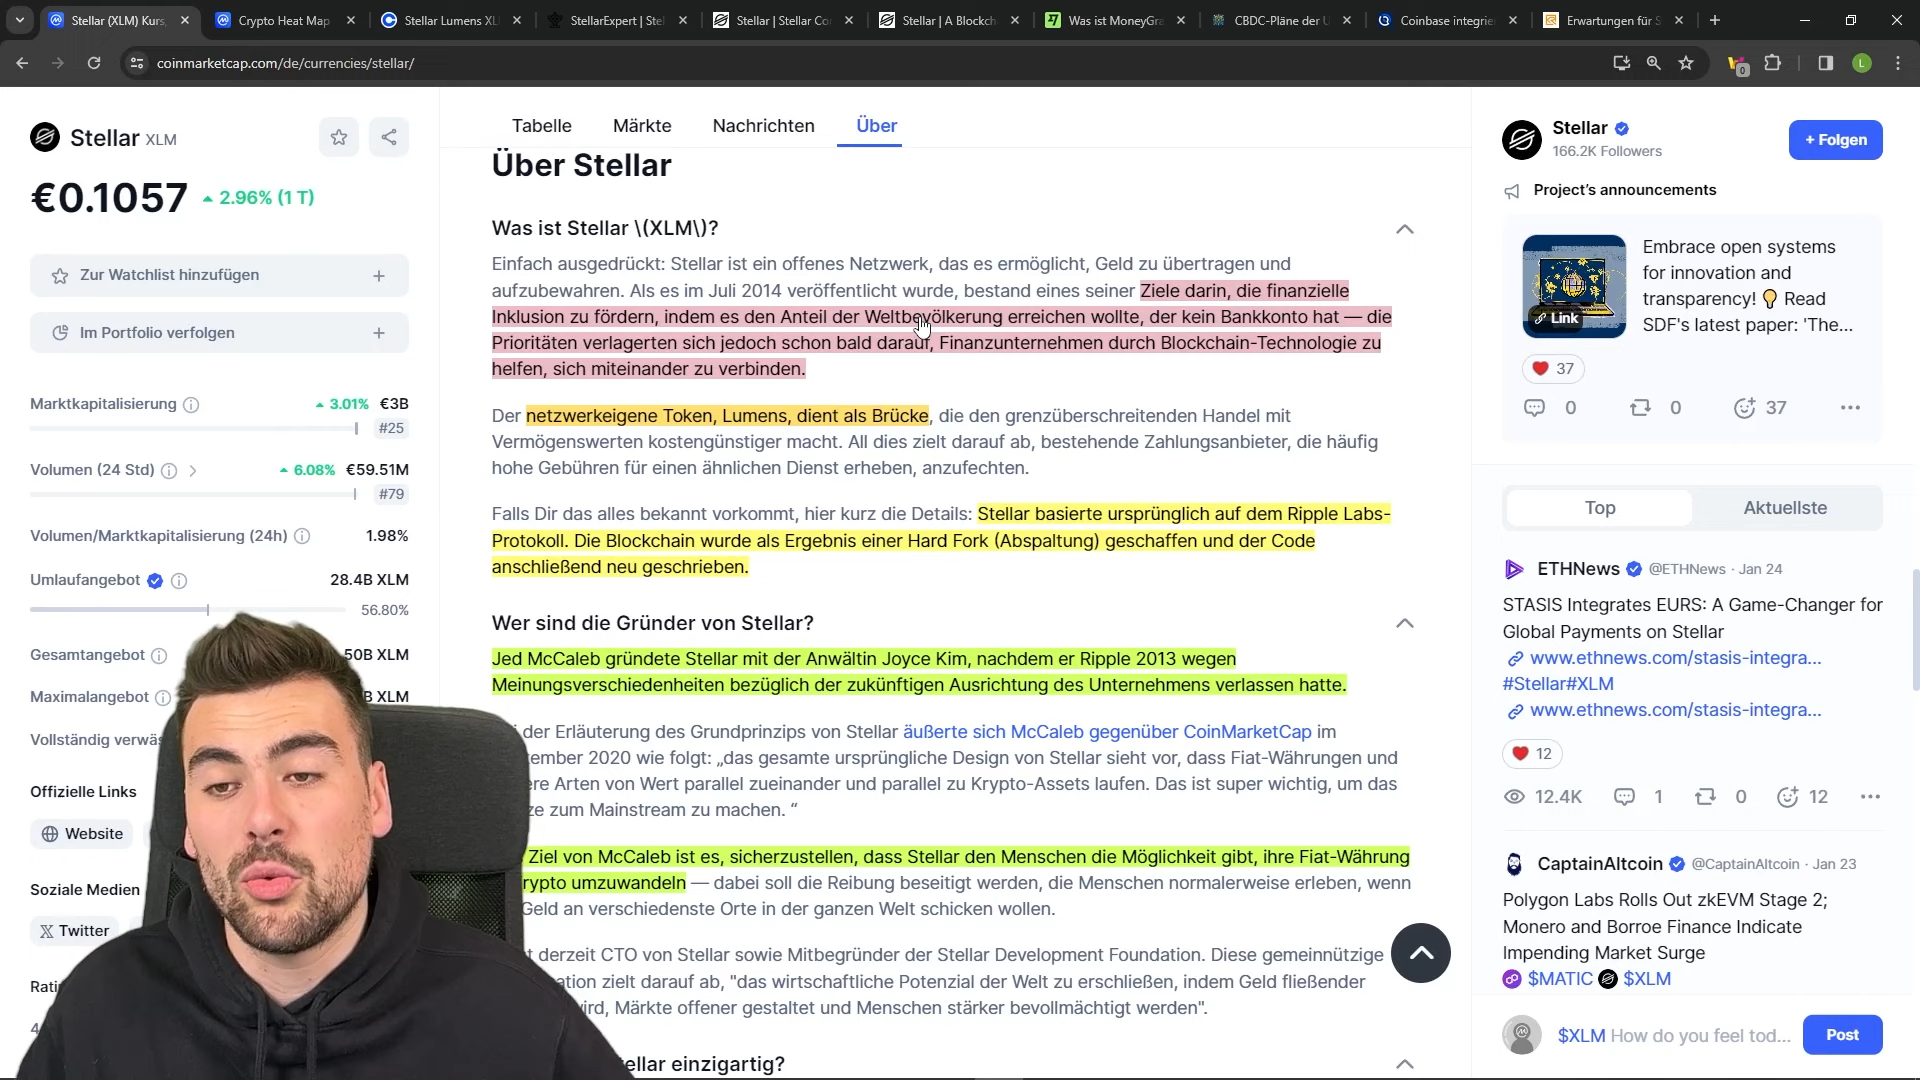 Stellar (XLM) Kurs,
Crypto Heat Map
Stellar Lumens XL
StellarExpert | Stel
Stellar | Stellar Co
Stellar | A Blockch
Was ist MoneyGra
CBDC-Pläne der U
Coinbase integrie
Erwartungen für S
coinmarketcap.com/de/currencies/stellar/
0
L
Stellar XLM
€0.1057
2.96% (1 T)
Zur Watchlist hinzufügen
Im Portfolio verfolgen
Marktkapitalisierung
3.01% €3B
#25
Volumen (24 Std)
6.08% €59.51M
#79
Volumen/Marktkapitalisierung (24h)
1.98%
Umlaufangebot
28.4B XLM
56.80%
Gesamtangebot
50B XLM
Maximalangebot
B XLM
Vollständig verwäs
Offizielle Links
Website
Soziale Medien
Twitter
Ratin
4
Tabelle
Märkte
Nachrichten
Über
Über Stellar
Was ist Stellar \(XLM\)?
Einfach ausgedrückt: Stellar ist ein offenes Netzwerk, das es ermöglicht, Geld zu übertragen und
aufzubewahren. Als es im Juli 2014 veröffentlicht wurde, bestand eines seiner Ziele darin, die finanzielle
Inklusion zu fördern, indem es den Anteil der Weltbevölkerung erreichen wollte, der kein Bankkonto hat — die
Prioritäten verlagerten sich jedoch schon bald darauf, Finanzunternehmen durch Blockchain-Technologie zu
helfen, sich miteinander zu verbinden.
Der netzwerkeigene Token, Lumens, dient als Brücke, die den grenzüberschreitenden Handel mit
Vermögenswerten kostengünstiger macht. All dies zielt darauf ab, bestehende Zahlungsanbieter, die häufig
hohe Gebühren für einen ähnlichen Dienst erheben, anzufechten.
Falls Dir das alles bekannt vorkommt, hier kurz die Details: Stellar basierte ursprünglich auf dem Ripple Labs-
Protokoll. Die Blockchain wurde als Ergebnis einer Hard Fork (Abspaltung) geschaffen und der Code
anschließend neu geschrieben.
Wer sind die Gründer von Stellar?
Jed McCaleb gründete Stellar mit der Anwältin Joyce Kim, nachdem er Ripple 2013 wegen
Meinungsverschiedenheiten bezüglich der zukünftigen Ausrichtung des Unternehmens verlassen hatte.
der Erläuterung des Grundprinzips von Stellar äußerte sich McCaleb gegenüber CoinMarketCap im
tember 2020 wie folgt: „das gesamte ursprüngliche Design von Stellar sieht vor, dass Fiat-Währungen und
ere Arten von Wert parallel zueinander und parallel zu Krypto-Assets laufen. Das ist super wichtig, um das
ze zum Mainstream zu machen. “
Ziel von McCaleb ist es, sicherzustellen, dass Stellar den Menschen die Möglichkeit gibt, ihre Fiat-Währung
rypto umzuwandeln — dabei soll die Reibung beseitigt werden, die Menschen normalerweise erleben, wenn
Geld an verschiedenste Orte in der ganzen Welt schicken wollen.
t derzeit CTO von Stellar sowie Mitbegründer der Stellar Development Foundation. Diese gemeinnützige
ation zielt darauf ab, "das wirtschaftliche Potenzial der Welt zu erschließen, indem Geld fließender
ird, Märkte offener gestaltet und Menschen stärker bevollmächtigt werden".
ellar einzigartig?
Stellar
166.2K Followers
+ Folgen
Project’s announcements
Link
Embrace open systems
for innovation and
transparency! 💡 Read
SDF's latest paper: 'The...
37
0
0
37
Top
Aktuellste
ETHNews @ETHNews · Jan 24
STASIS Integrates EURS: A Game-Changer for
Global Payments on Stellar
www.ethnews.com/stasis-integra...
#Stellar#XLM
www.ethnews.com/stasis-integra...
12
12.4K
1
0
12
CaptainAltcoin @CaptainAltcoin · Jan 23
Polygon Labs Rolls Out zkEVM Stage 2;
Monero and Borroe Finance Indicate
Impending Market Surge
$MATIC $XLM
$XLM How do you feel tod...
Post